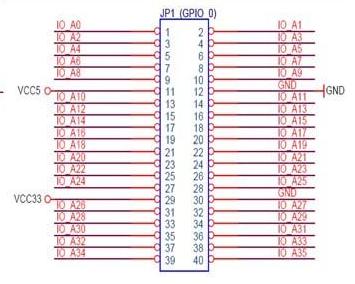 JP1 (GPIO 0)
IO_A0 1 2 IO_A1
IO_A2 3 4 IO_A3
IO_A4 5 6 IO_A5
IO_A6 7 8 IO_A7
IO_A8 9 10 IO_A9
VCC5 11 12 GND GND
IO_A10 13 14 IO_A11
IO_A12 15 16 IO_A13
IO_A14 17 18 IO_A15
IO_A16 19 20 IO_A17
IO_A18 21 22 IO_A19
IO_A20 23 24 IO_A21
IO_A22 25 26 IO_A23
IO_A24 27 28 IO_A25
VCC33 29 30 GND
IO_A26 31 32 IO_A27
IO_A28 33 34 IO_A29
IO_A30 35 36 IO_A31
IO_A32 37 38 IO_A33
IO_A34 39 40 IO_A35